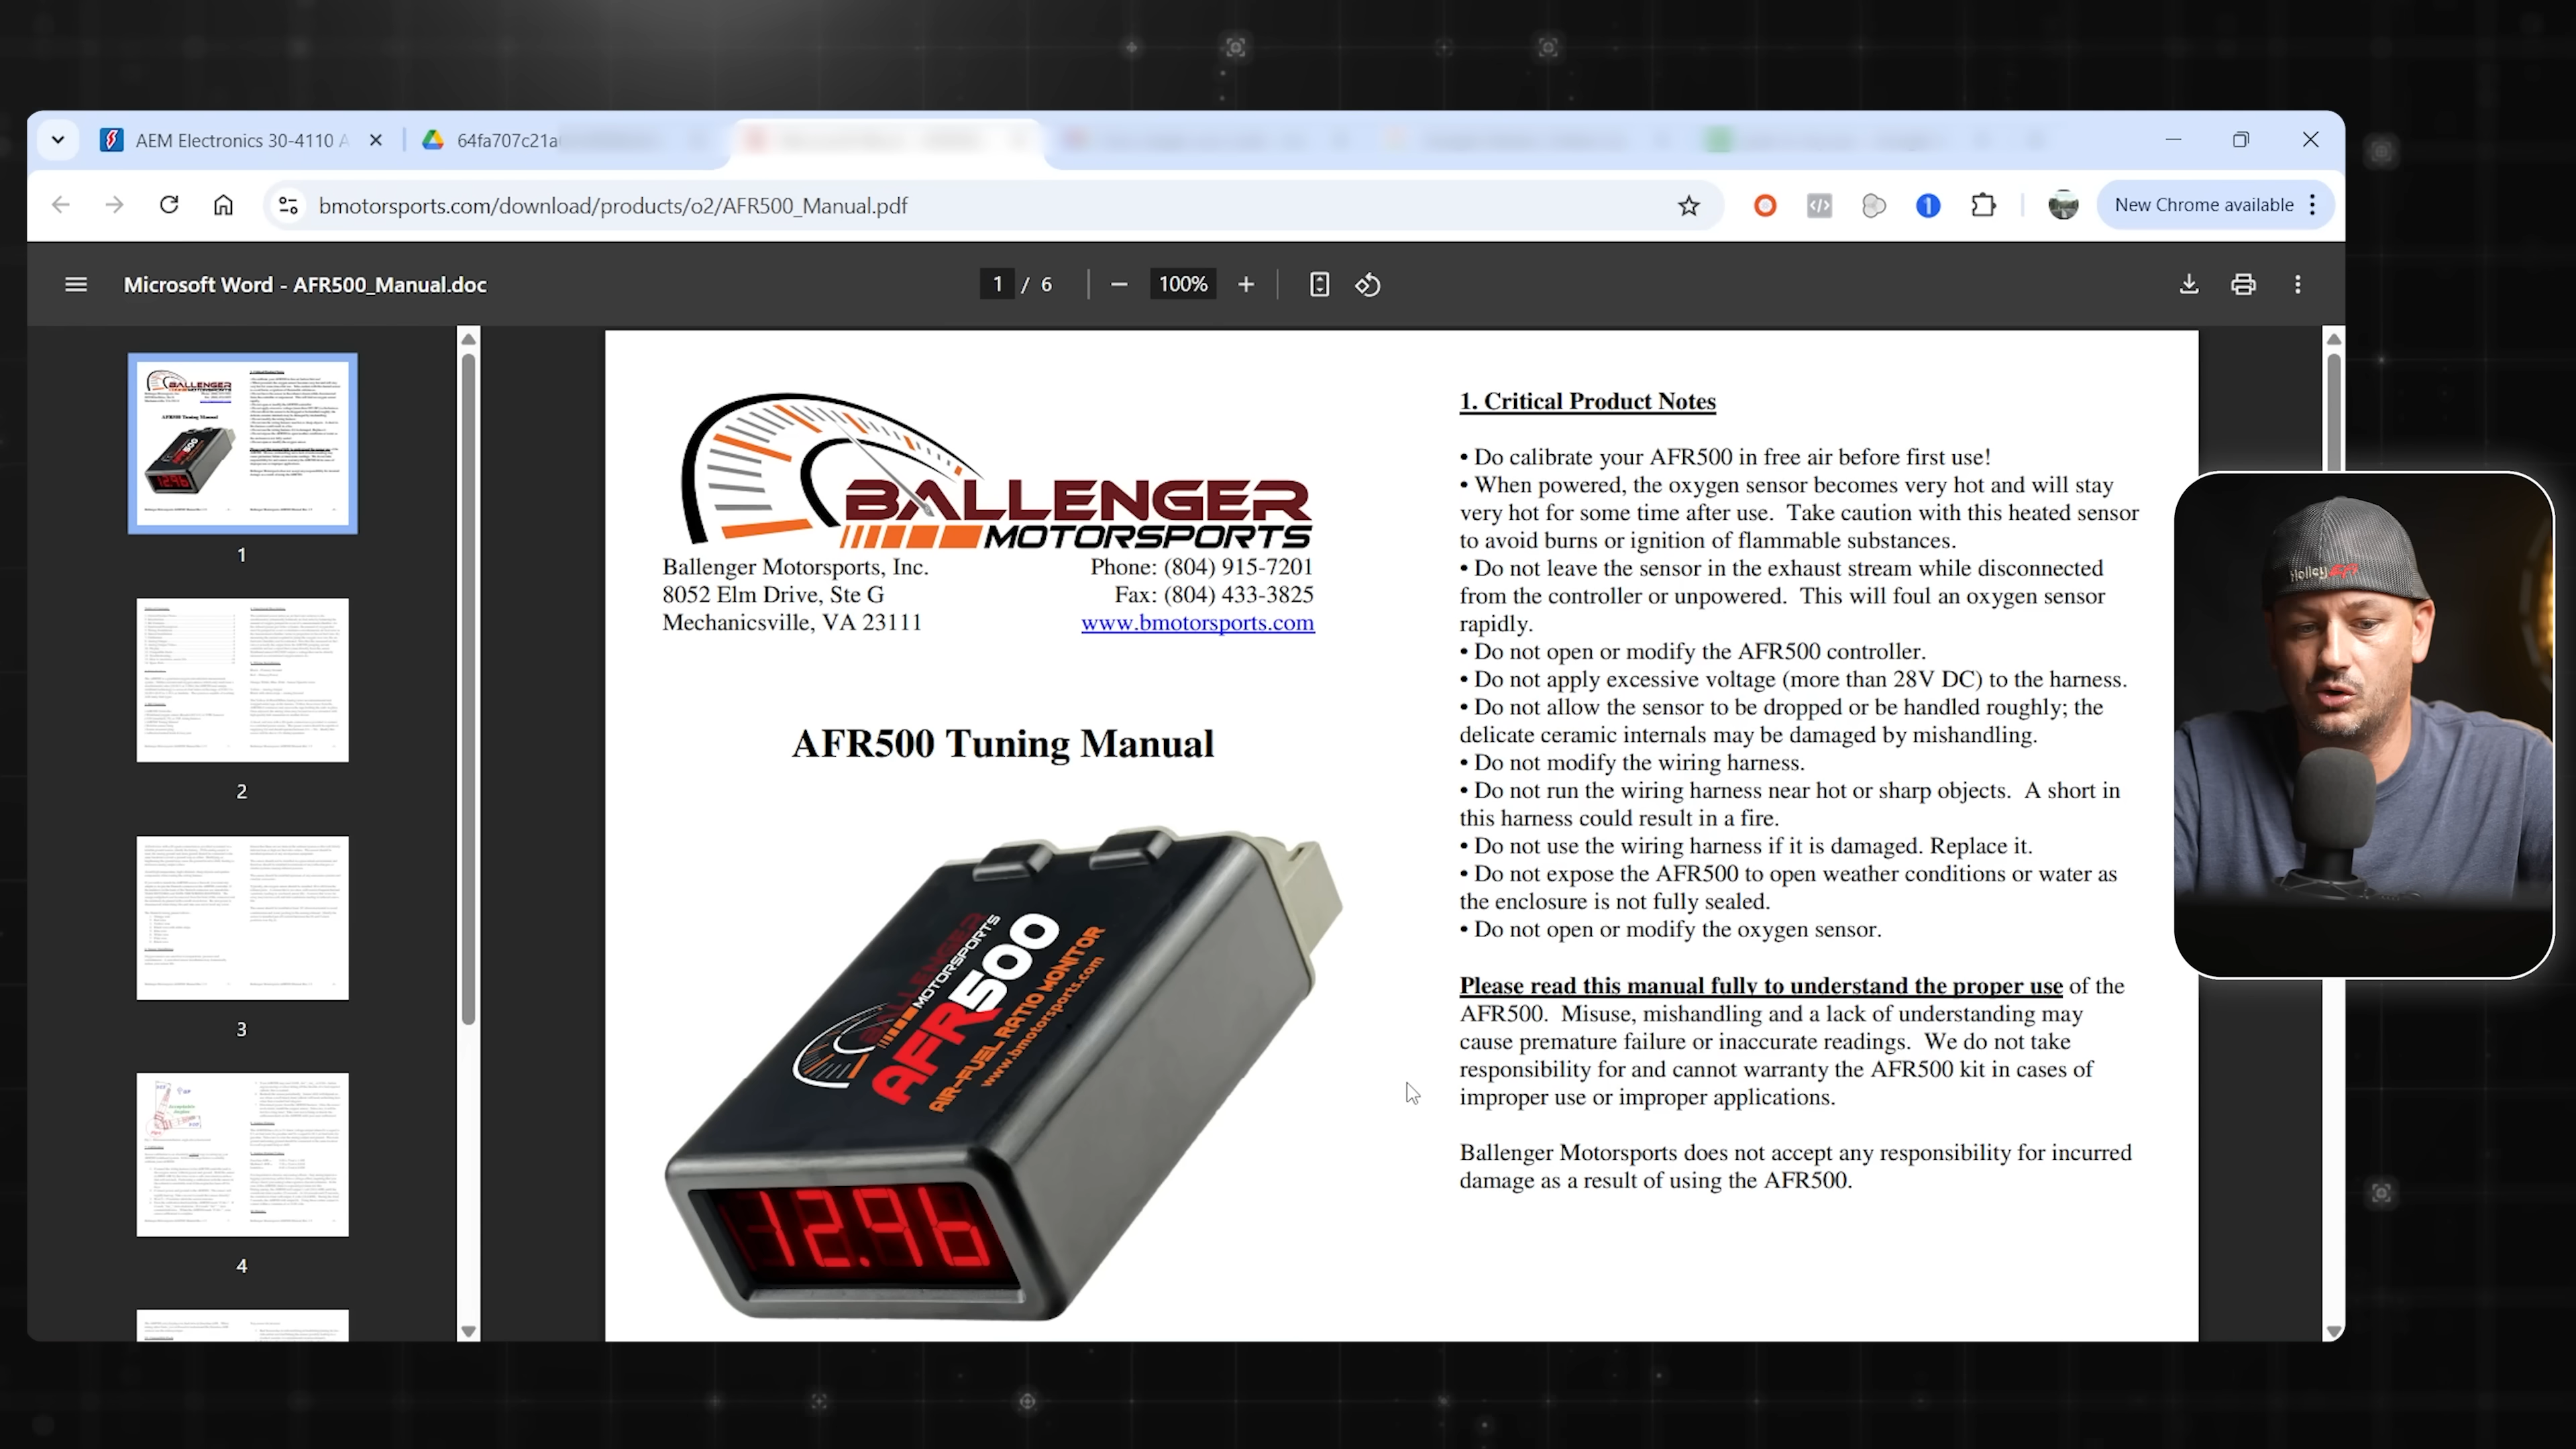 AEM Electronics 30-4110 A
64fa707c21a
bmotorsports.com/download/products/o2/AFR500_Manual.pdf
New Chrome available
Microsoft Word - AFR500_Manual.doc
1 / 6
100%
1
2
3
4
BALLENGER
MOTORSPORTS
Ballenger Motorsports, Inc.
8052 Elm Drive, Ste G
Mechanicsville, VA 23111
Phone: (804) 915-7201
Fax: (804) 433-3825
www.bmotorsports.com
AFR500 Tuning Manual
BALLENGER
MOTORSPORTS
AFR500
AIR-FUEL RATIO MONITOR
www.bmotorsports.com
12.96
1. Critical Product Notes
• Do calibrate your AFR500 in free air before first use!
• When powered, the oxygen sensor becomes very hot and will stay
very hot for some time after use. Take caution with this heated sensor
to avoid burns or ignition of flammable substances.
• Do not leave the sensor in the exhaust stream while disconnected
from the controller or unpowered. This will foul an oxygen sensor
rapidly.
• Do not open or modify the AFR500 controller.
• Do not apply excessive voltage (more than 28V DC) to the harness.
• Do not allow the sensor to be dropped or be handled roughly; the
delicate ceramic internals may be damaged by mishandling.
• Do not modify the wiring harness.
• Do not run the wiring harness near hot or sharp objects. A short in
this harness could result in a fire.
• Do not use the wiring harness if it is damaged. Replace it.
• Do not expose the AFR500 to open weather conditions or water as
the enclosure is not fully sealed.
• Do not open or modify the oxygen sensor.
Please read this manual fully to understand the proper use of the
AFR500. Misuse, mishandling and a lack of understanding may
cause premature failure or inaccurate readings. We do not take
responsibility for and cannot warranty the AFR500 kit in cases of
improper use or improper applications.
Ballenger Motorsports does not accept any responsibility for incurred
damage as a result of using the AFR500.
Holley EFI